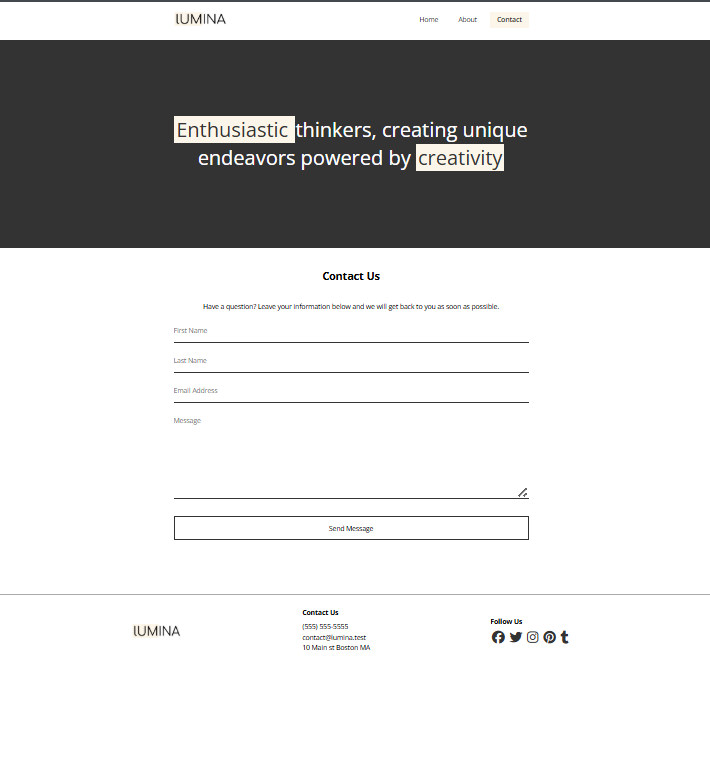 lUMINA
Home About Contact
Enthusiastic thinkers, creating unique
endeavors powered by creativity
Contact Us
Have a question? Leave your information below and we will get back to you as soon as possible.
First Name
Last Name
Email Address
Message
Send Message
lUMINA
Contact Us
(555) 555-5555
contact@lumina.test
10 Main st Boston MA
Follow Us